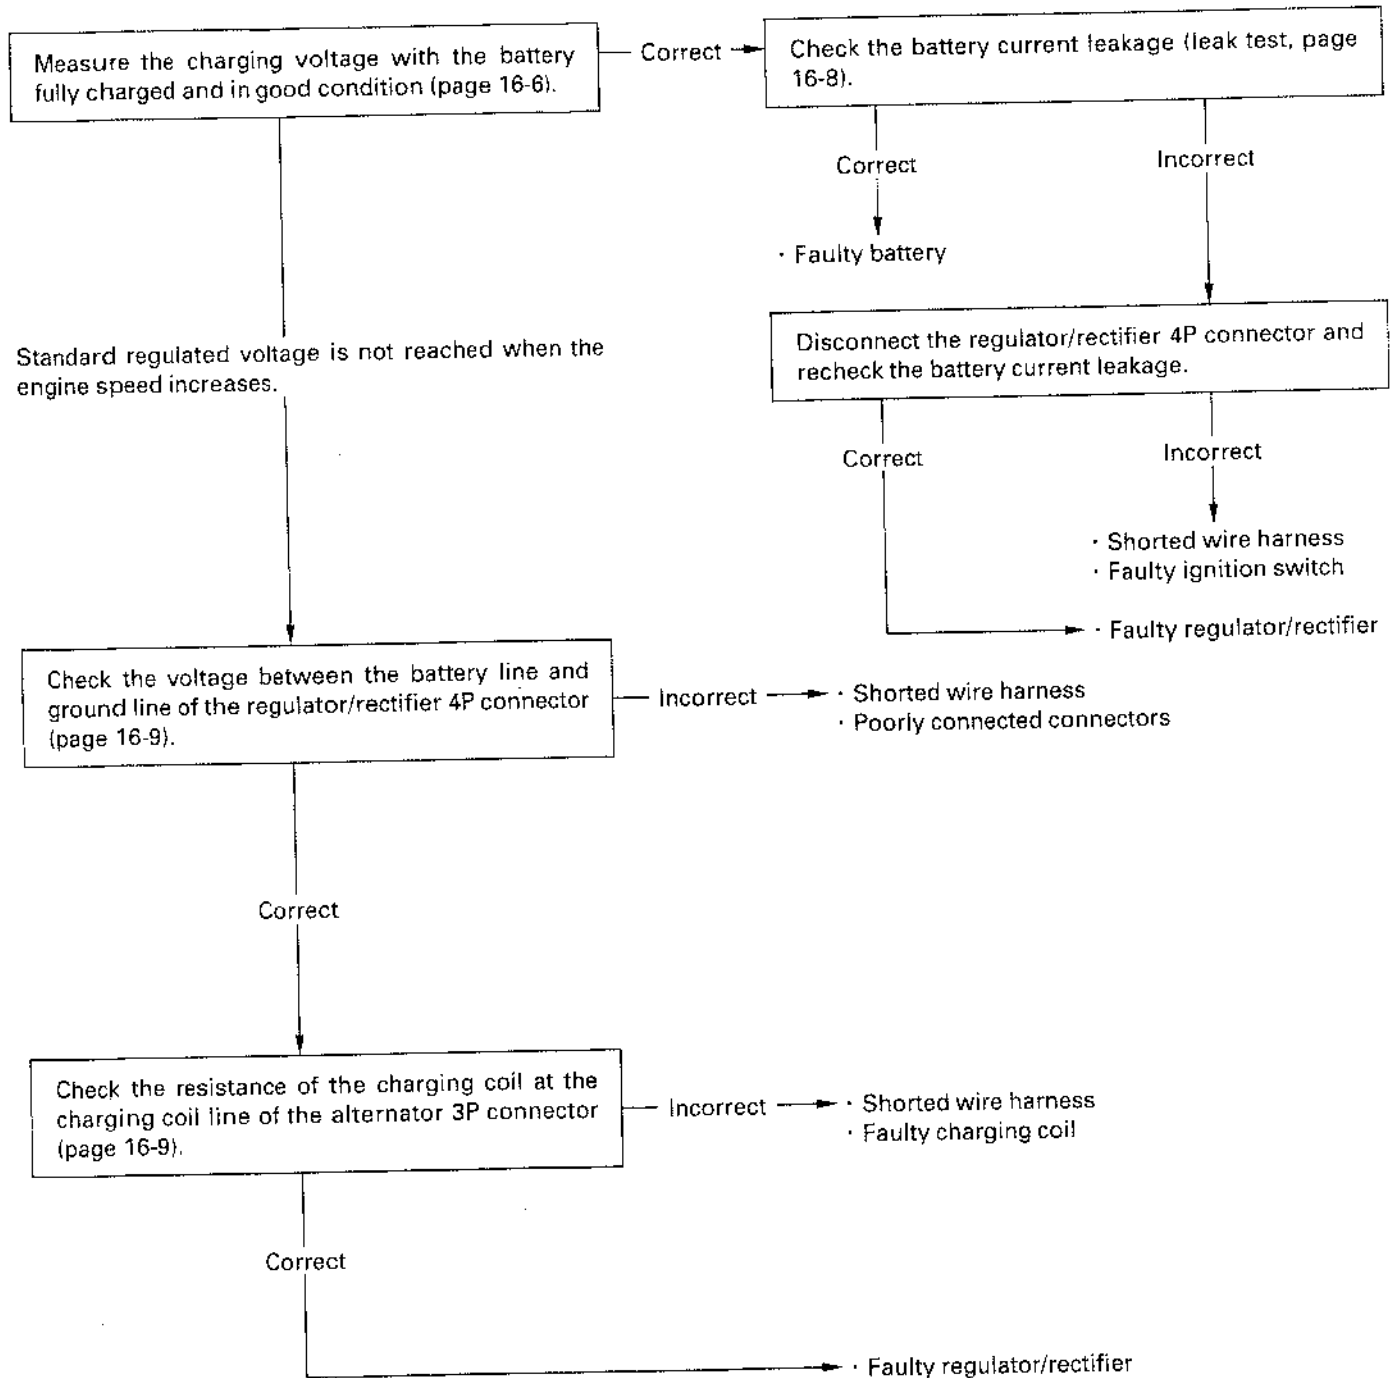 Measure the charging voltage with the battery
fully charged and in good condition (page 16-6).
Correct
Check the battery current leakage (leak test, page
16-8).
Correct
Incorrect
· Faulty battery
Disconnect the regulator/rectifier 4P connector and
recheck the battery current leakage.
Correct
Incorrect
· Shorted wire harness
· Faulty ignition switch
· Faulty regulator/rectifier
Standard regulated voltage is not reached when the
engine speed increases.
Check the voltage between the battery line and
ground line of the regulator/rectifier 4P connector
(page 16-9).
Incorrect
· Shorted wire harness
· Poorly connected connectors
Correct
Check the resistance of the charging coil at the
charging coil line of the alternator 3P connector
(page 16-9).
Incorrect
· Shorted wire harness
· Faulty charging coil
Correct
· Faulty regulator/rectifier